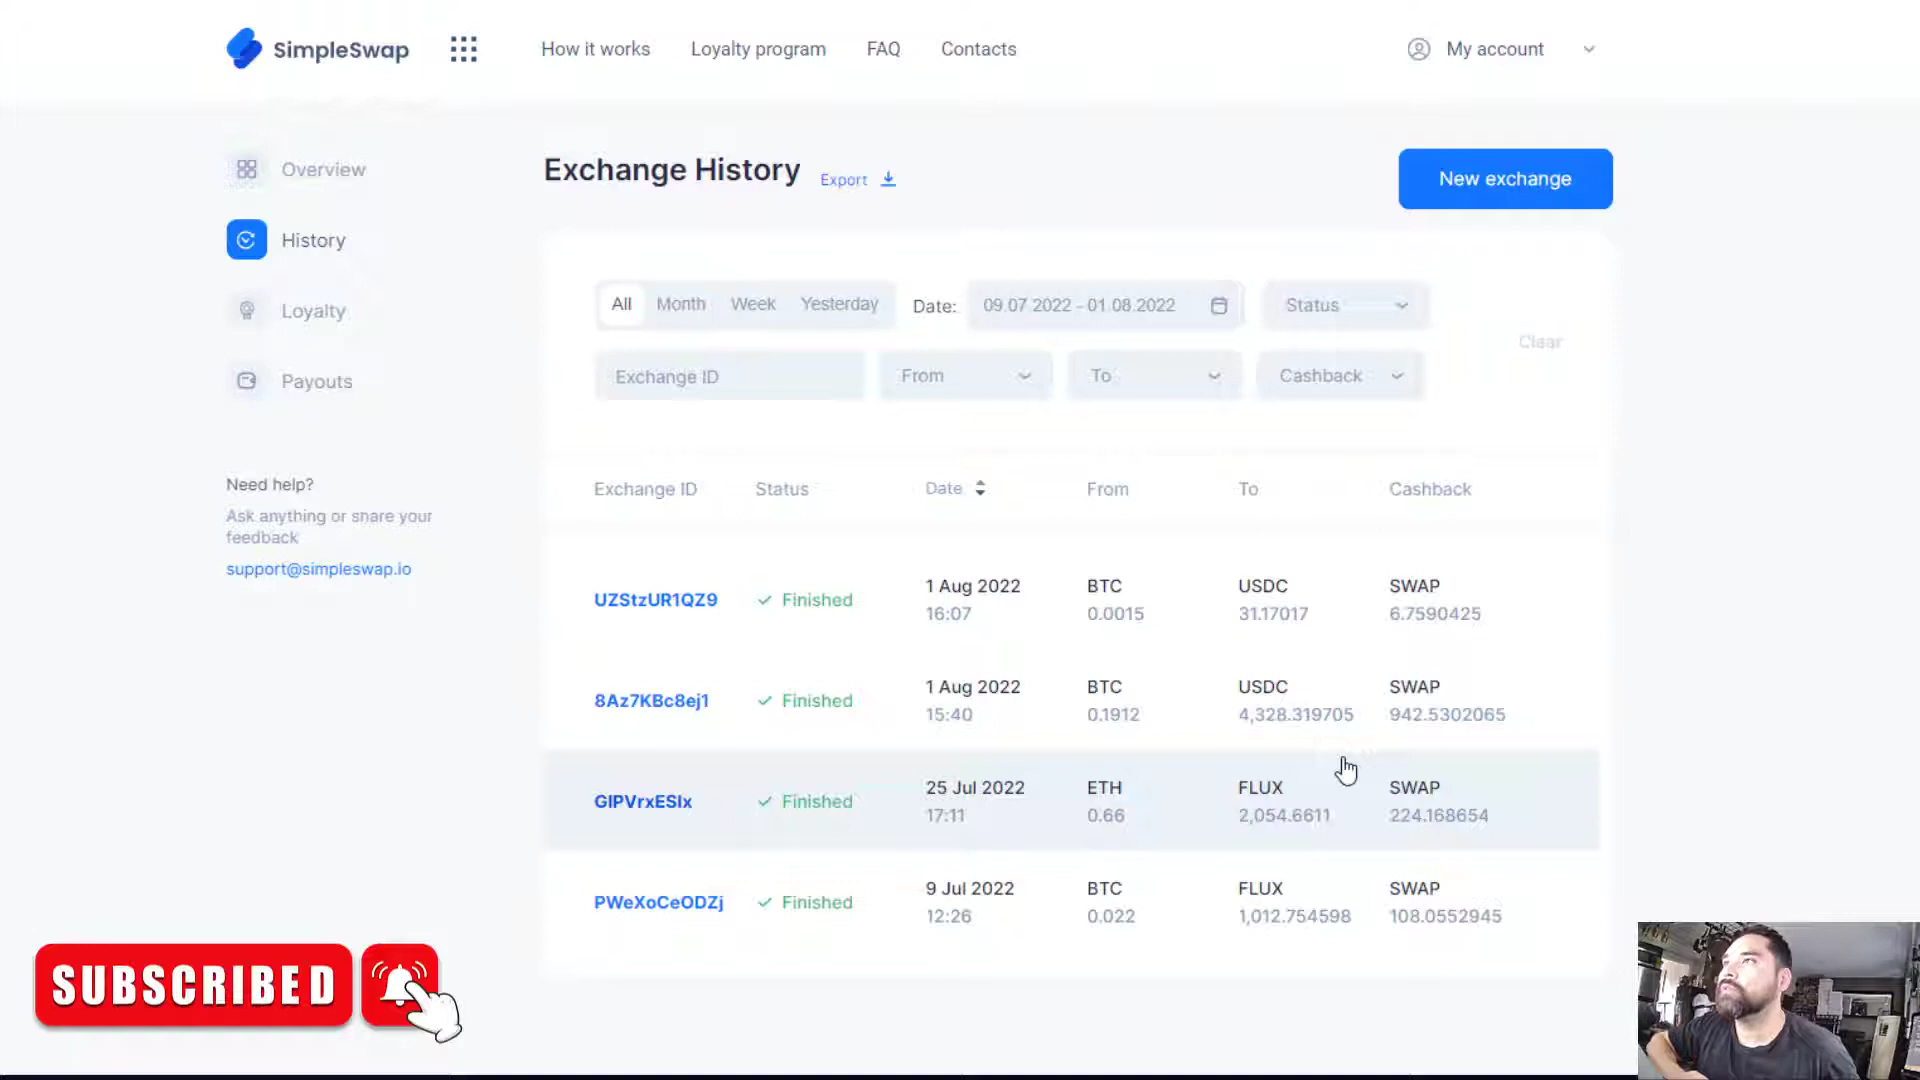 SimpleSwap
How it works
Loyalty program
FAQ
Contacts
My account
Overview
History
Loyalty
Payouts
Need help?
Ask anything or share your
feedback
support@simpleswap.io
Exchange History
Export
New exchange
All
Month
Week
Yesterday
Date:
09.07.2022 - 01.08.2022
Status
Clear
Exchange ID
From
To
Cashback
Exchange ID
Status
Date
From
To
Cashback
UZStzUR1QZ9
Finished
1 Aug 2022
16:07
BTC
0.0015
USDC
31.17017
SWAP
6.7590425
8Az7KBc8ej1
Finished
1 Aug 2022
15:40
BTC
0.1912
USDC
4,328.319705
SWAP
942.5302065
GIPVrxESIx
Finished
25 Jul 2022
17:11
ETH
0.66
FLUX
2,054.6611
SWAP
224.168654
PWeXoCeODZj
Finished
9 Jul 2022
12:26
BTC
0.022
FLUX
1,012.754598
SWAP
108.0552945
SUBSCRIBED